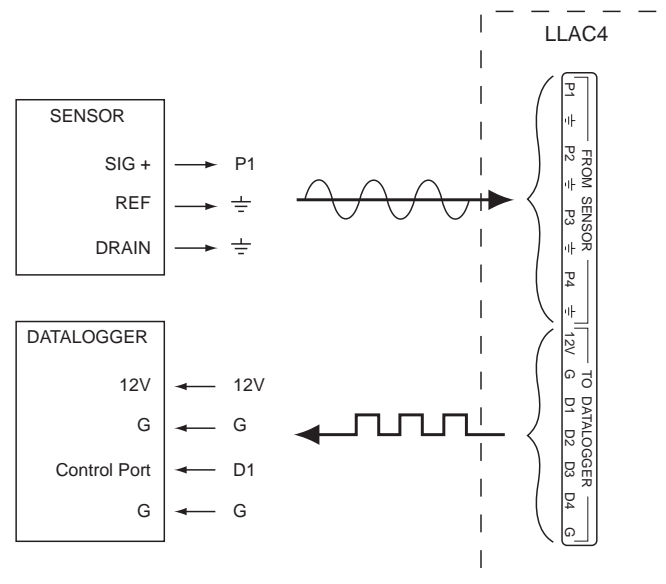 LLAC4
SENSOR
SIG + P1
REF ⏚
DRAIN ⏚
DATALOGGER
12V 12V
G G
Control Port D1
G G
P1
⏚
P2
⏚
P3
⏚
P4
⏚
FROM SENSOR
12V
G
D1
D2
D3
D4
G
TO DATALOGGER